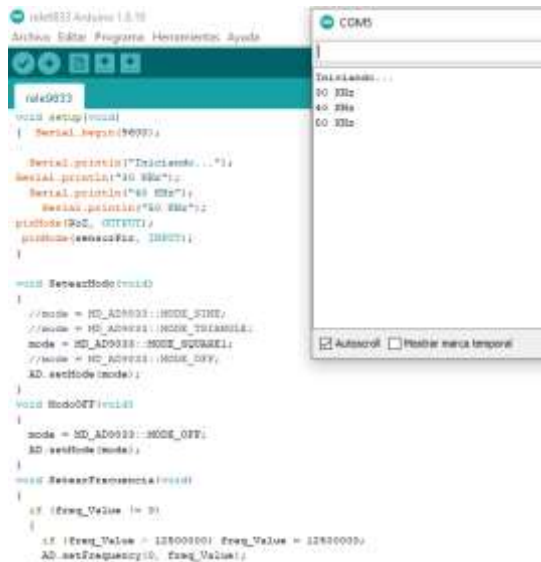 rele9833 Arduino 1.8.19
Archivo Editar Programa Herramientas Ayuda
rele9833
void setup(void)
{ Serial.begin(9600);
Serial.println("Iniciando...");
Serial.println("30 KHz");
Serial.println("40 KHz");
Serial.println("50 KHz");
pinMode(, OUTPUT);
pinMode(sensorPin, INPUT);
}
void SetearModo(void)
{
//mode = MD_AD9833::MODE_SINE;
//mode = MD_AD9833::MODE_TRIANGLE;
mode = MD_AD9833::MODE_SQUARE1;
//mode = MD_AD9833::MODE_OFF;
AD.setMode(mode);
}
void ModoOFF(void)
{
mode = MD_AD9833::MODE_OFF;
AD.setMode(mode);
}
void SetearFrecuencia(void)
{
if (freq_Value != 0)
{
if (freq_Value > 12500000) freq_Value = 12500000;
AD.setFrequency(0, freq_Value);
COM5
Iniciando...
KHz
40 KHz
KHz
Autoscroll Mostrar marca temporal